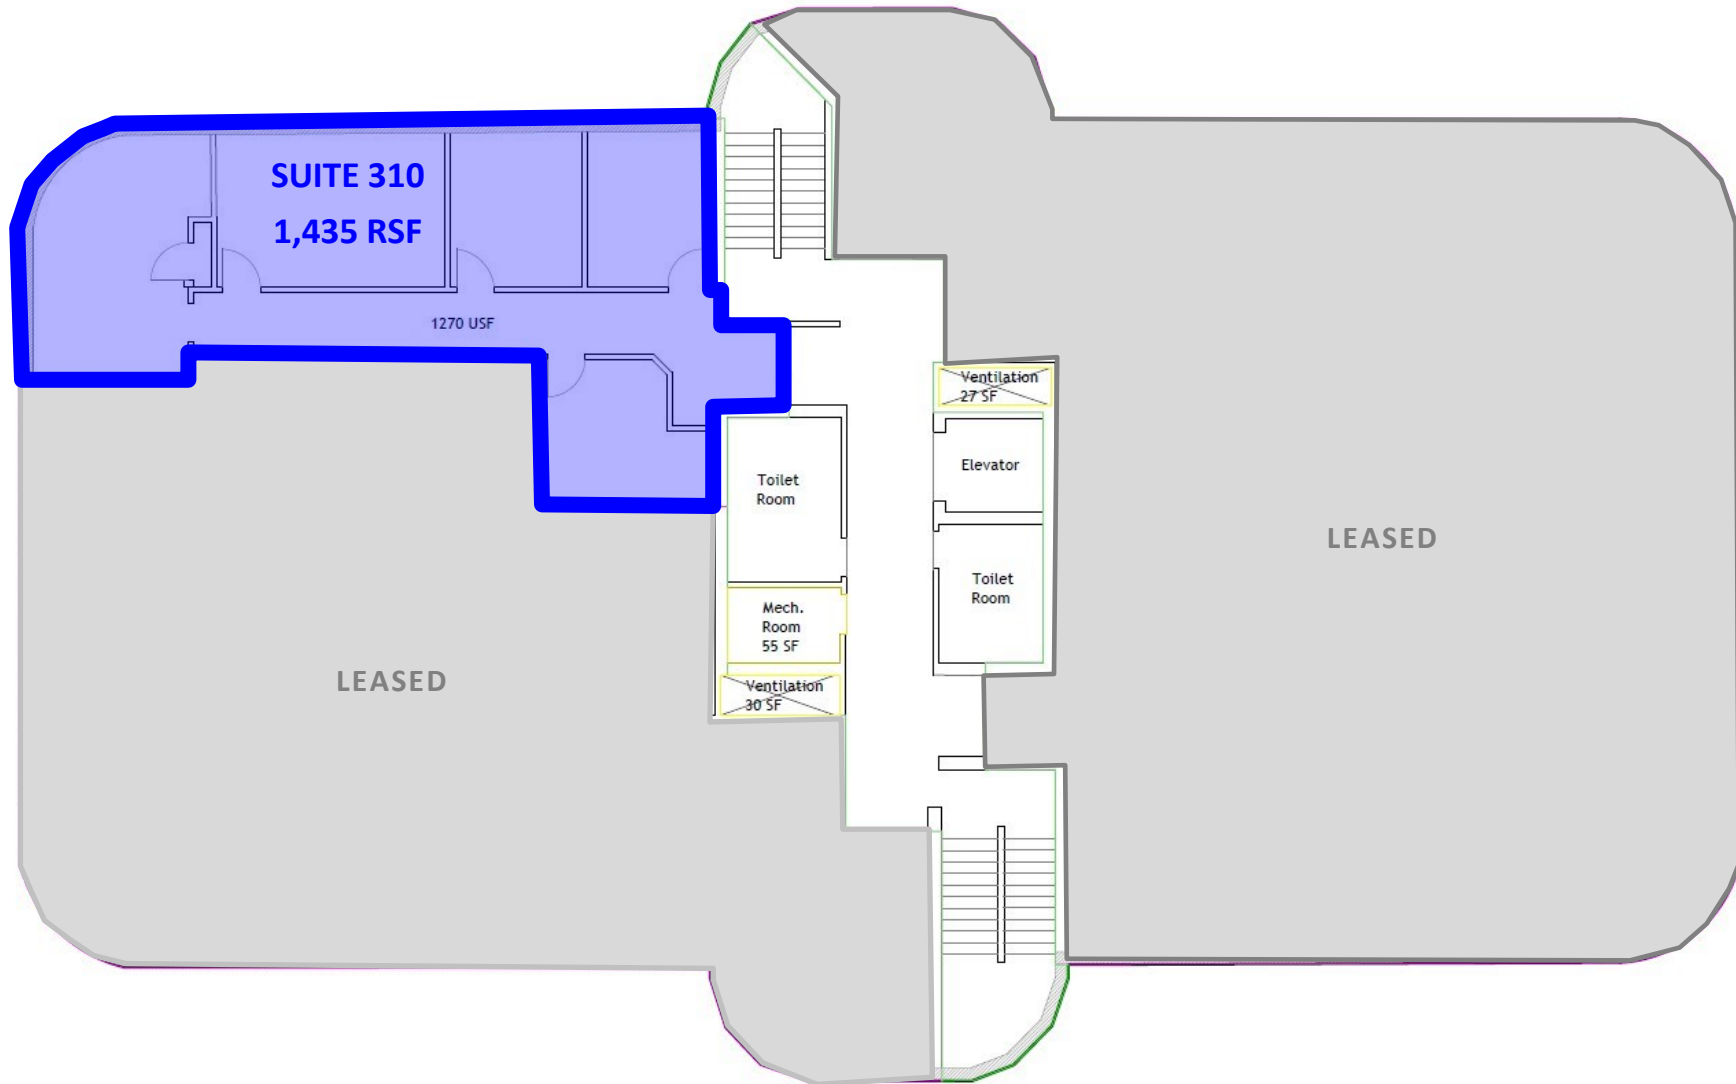 SUITE 310
1,435 RSF
1270 USF
Ventilation
27 SF
Elevator
Toilet
Room
Toilet
Room
Mech.
Room
55 SF
Ventilation
30 SF
LEASED
LEASED